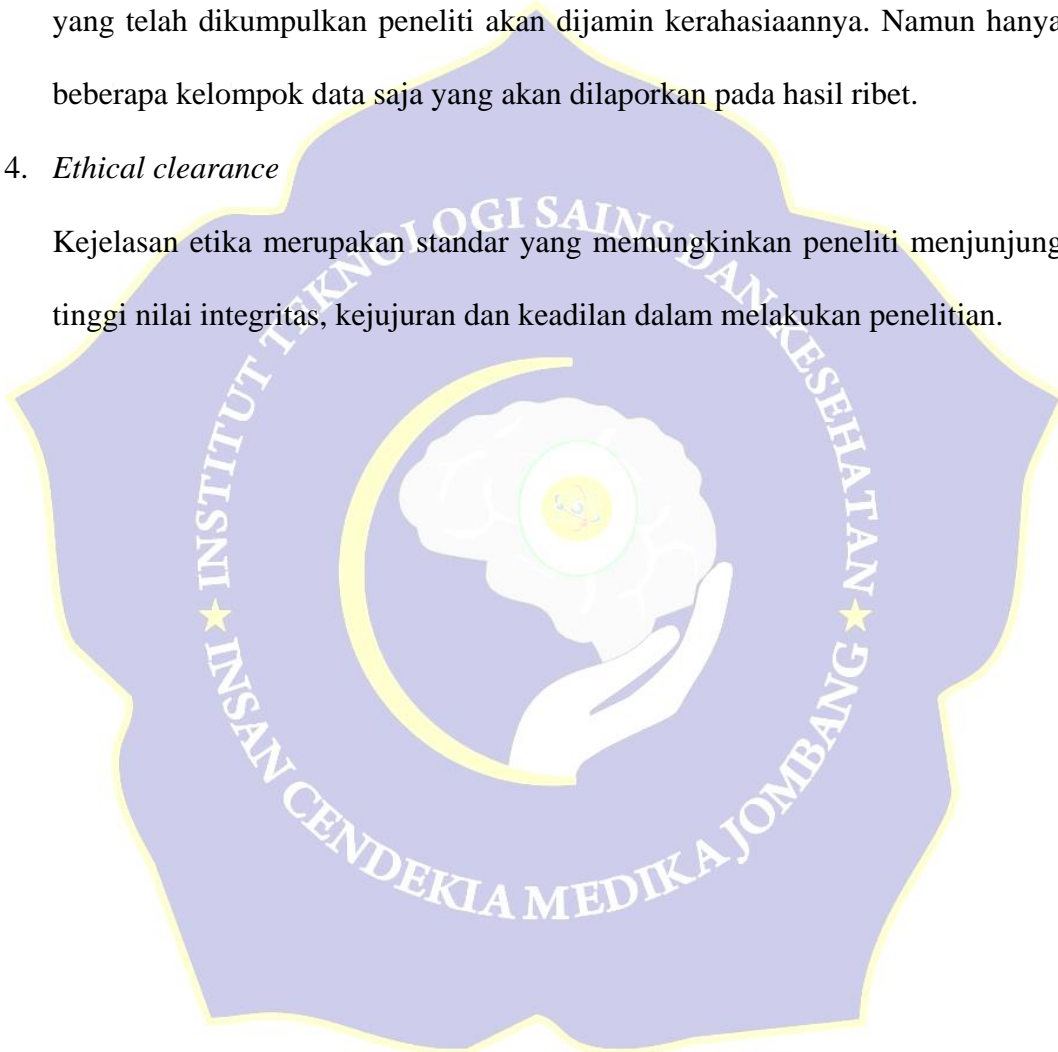 yang telah dikumpulkan peneliti akan dijamin kerahasiaannya. Namun hanya
beberapa kelompok data saja yang akan dilaporkan pada hasil ribet.
4. Ethical clearance
Kejelasan etika merupakan standar yang memungkinkan peneliti menjunjung
tinggi nilai integritas, kejujuran dan keadilan dalam melakukan penelitian.
INSTITUT TEKNOLOGI SAINS DAN KESEHATAN
INSAN CENDEKIA MEDIKA JOMBANG